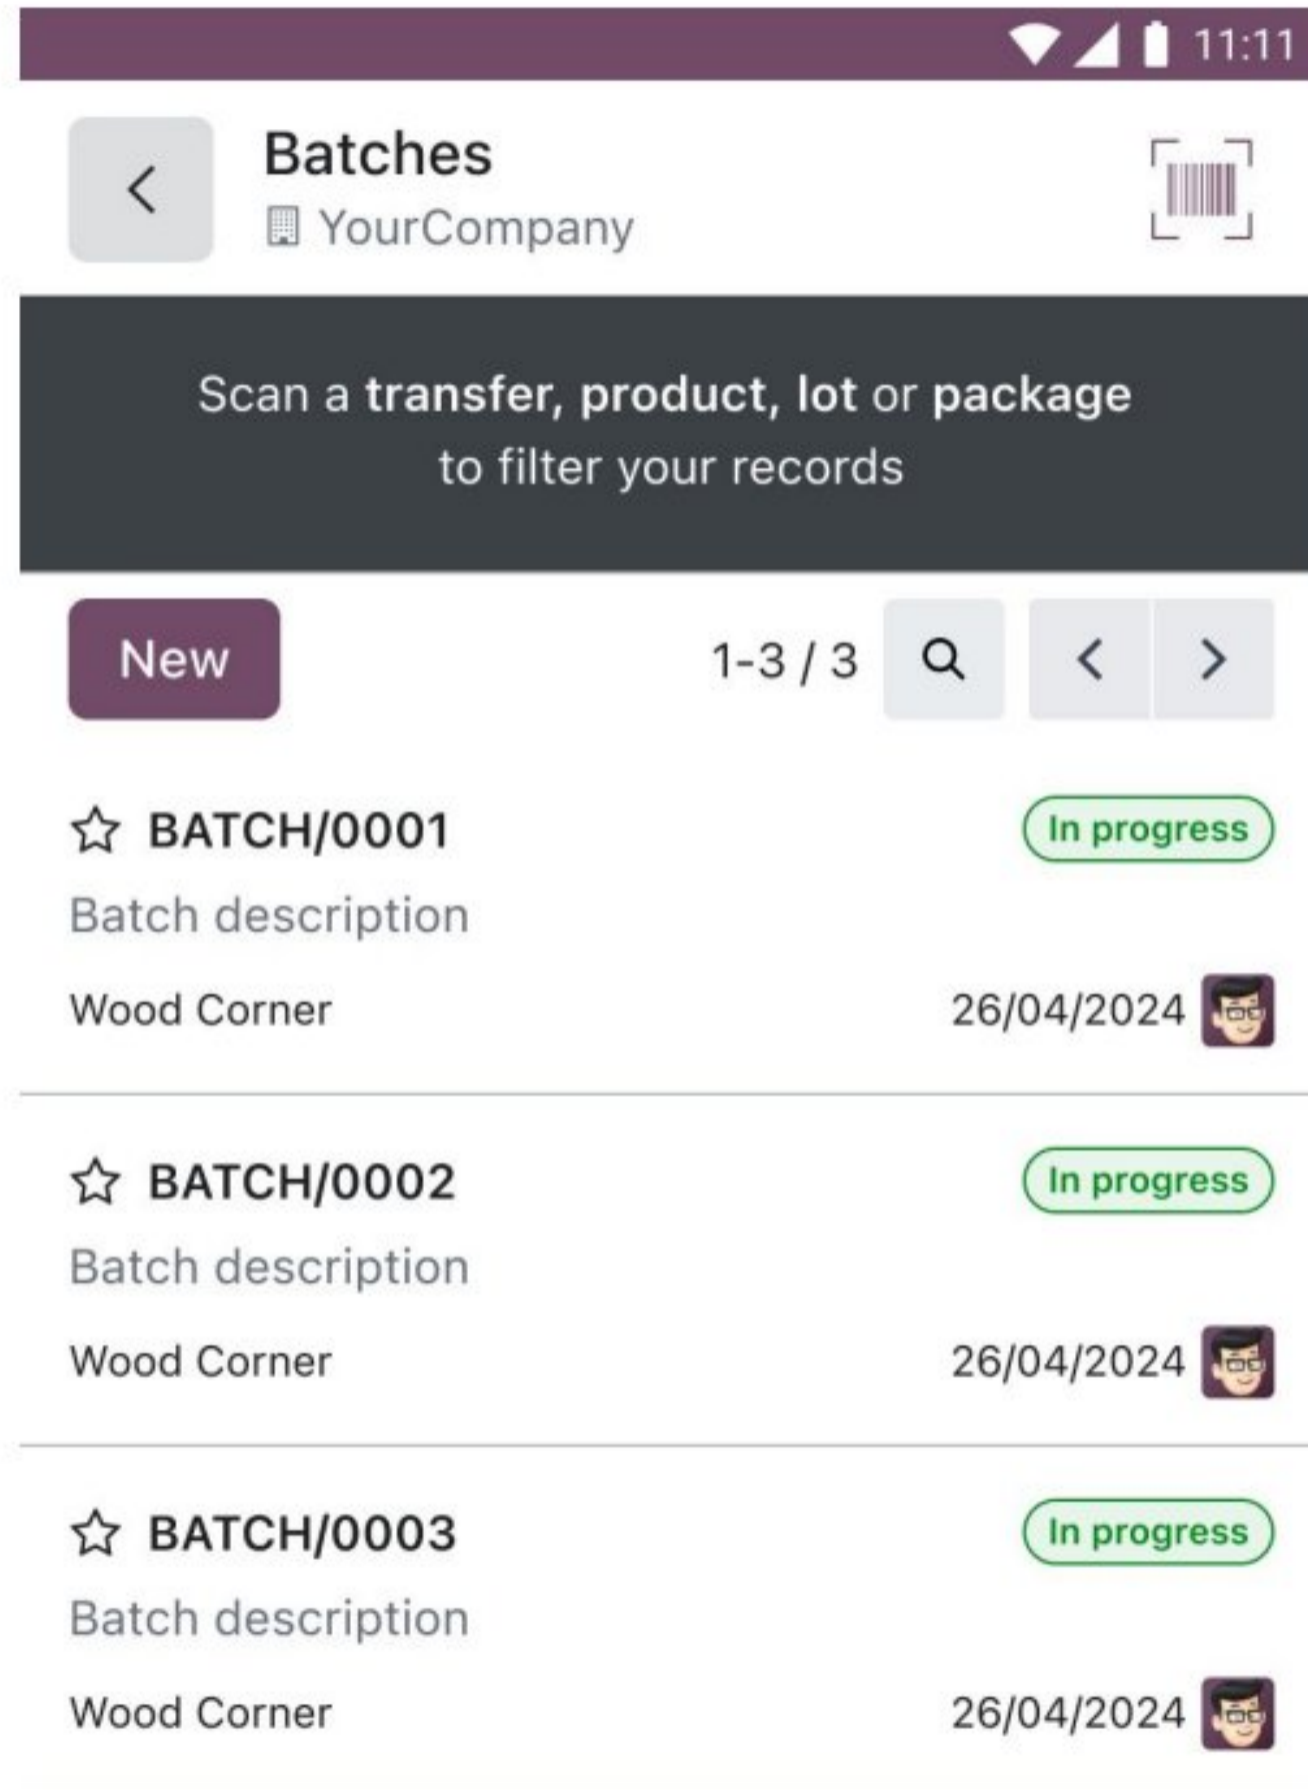 11:11
Batches
YourCompany
Scan a transfer, product, lot or package
to filter your records
New
1-3 / 3
BATCH/0001
In progress
Batch description
Wood Corner
26/04/2024
BATCH/0002
In progress
Batch description
Wood Corner
26/04/2024
BATCH/0003
In progress
Batch description
Wood Corner
26/04/2024